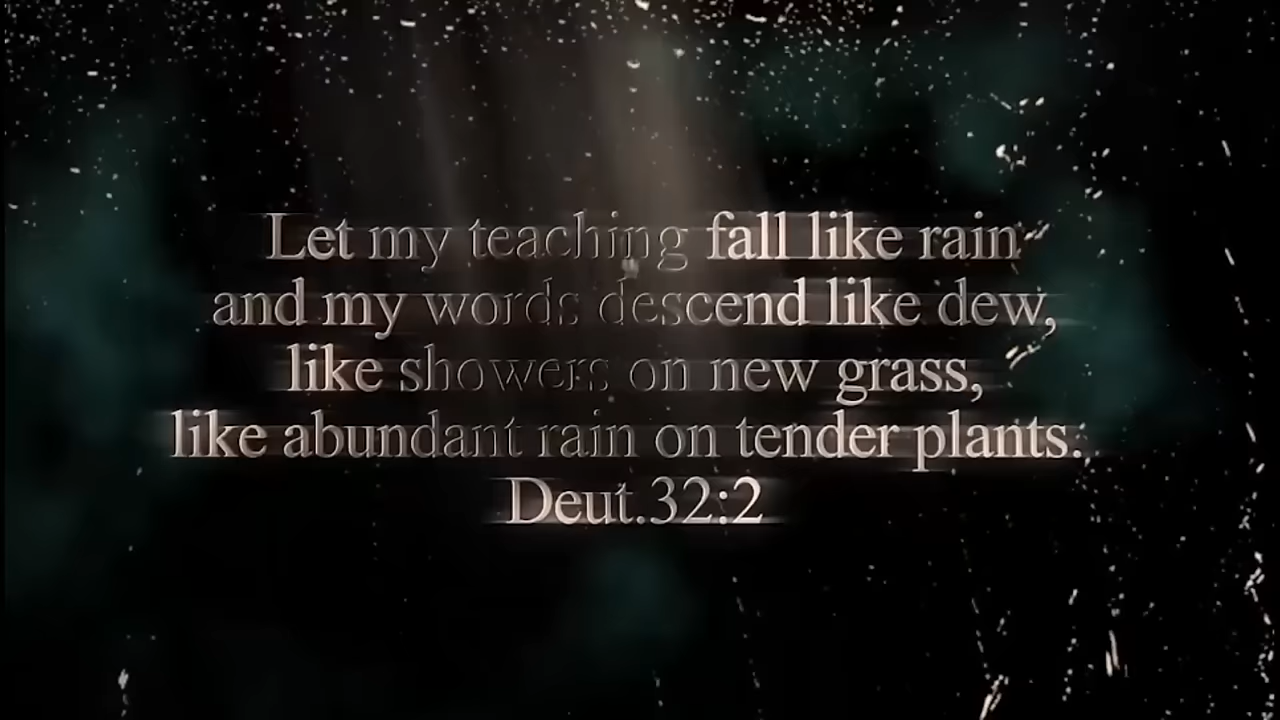 Let my teaching fall like rain
and my words descend like dew,
like showers on new grass,
like abundant rain on tender plants.
Deut.32:2